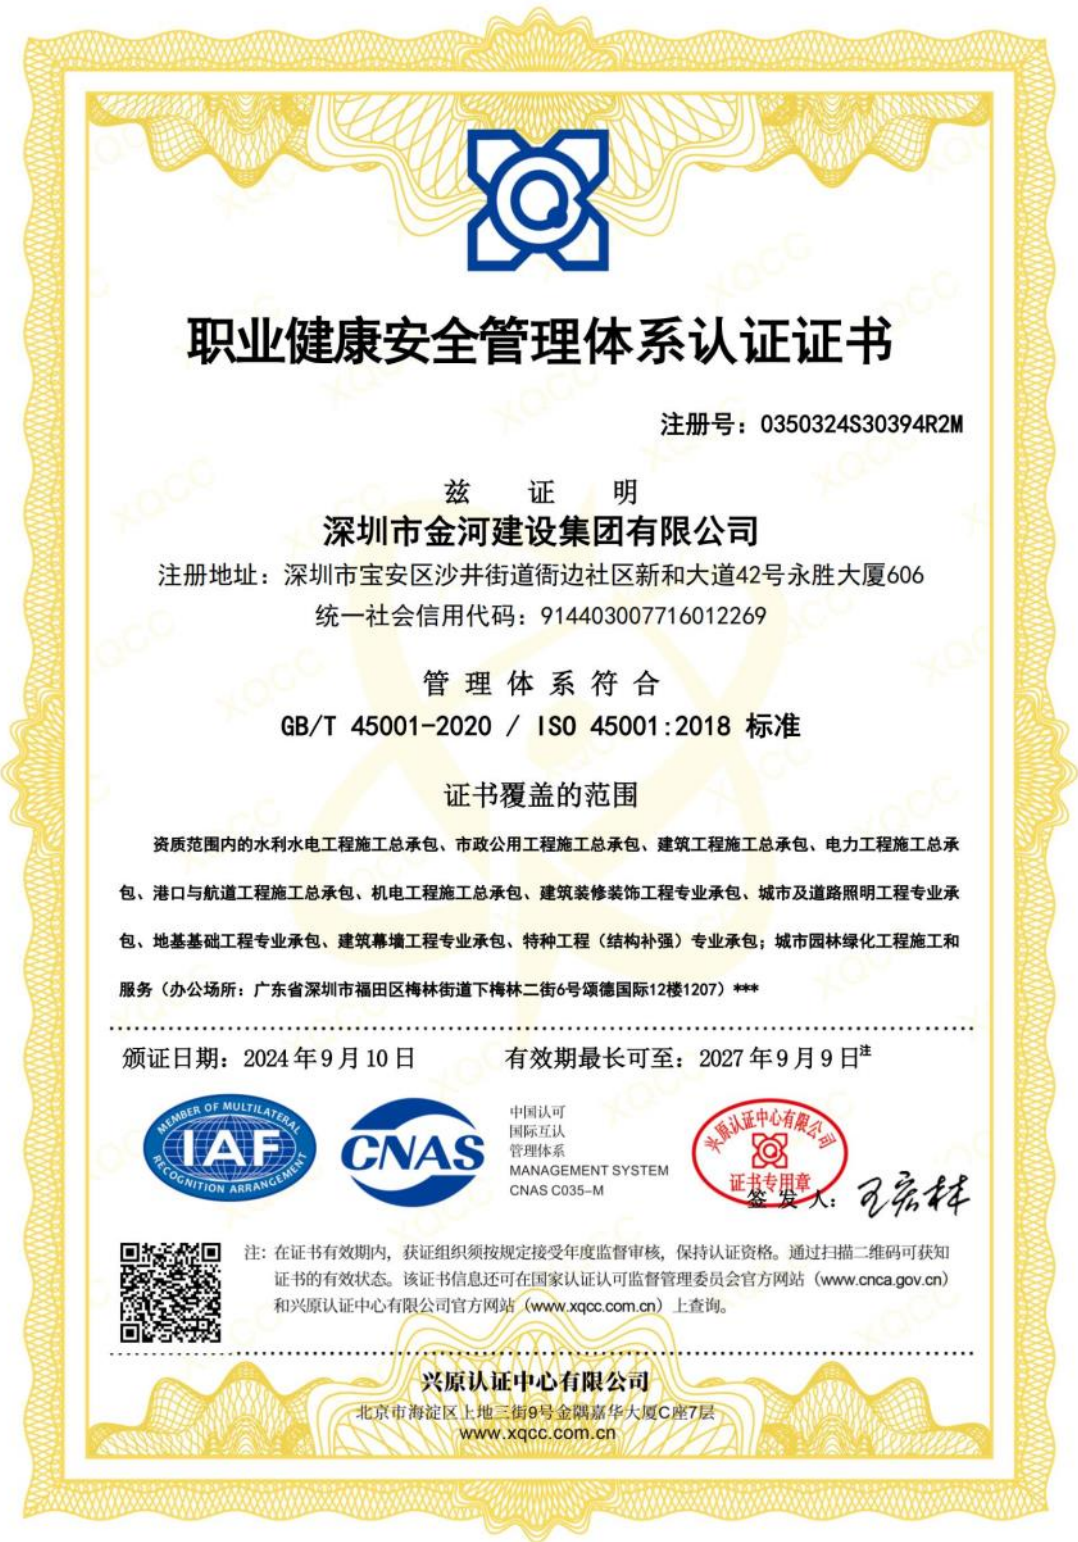 职业健康安全管理体系认证证书
注册号：0350324S30394R2M
兹 证 明
深圳市金河建设集团有限公司
注册地址：深圳市宝安区沙井街道衙边社区新和大道42号永胜大厦606
统一社会信用代码：914403007716012269
管 理 体 系 符 合
GB/T 45001-2020 / ISO 45001:2018 标准
证书覆盖的范围
资质范围内的水利水电工程施工总承包、市政公用工程施工总承包、建筑工程施工总承包、电力工程施工总承
包、港口与航道工程施工总承包、机电工程施工总承包、建筑装修装饰工程专业承包、城市及道路照明工程专业承
包、地基基础工程专业承包、建筑幕墙工程专业承包、特种工程（结构补强）专业承包；城市园林绿化工程施工和
服务（办公场所：广东省深圳市福田区梅林街道下梅林二街6号颂德国际12楼1207）***
颁证日期：2024年9月10日 有效期最长可至：2027年9月9日注
MEMBER OF MULTILATERAL
IAF
RECOGNITION ARRANGEMENT
CNAS
中国认可
国际互认
管理体系
MANAGEMENT SYSTEM
CNAS C035-M
兴原认证中心有限公司
证书专用章
签 发 人：王宏林
注：在证书有效期内，获证组织须按规定接受年度监督审核，保持认证资格。通过扫描二维码可获知
证书的有效状态。该证书信息还可在国家认证认可监督管理委员会官方网站（www.cnca.gov.cn）
和兴原认证中心有限公司官方网站（www.xqcc.com.cn）上查询。
兴原认证中心有限公司
北京市海淀区上地三街9号金隅嘉华大厦C座7层
www.xqcc.com.cn